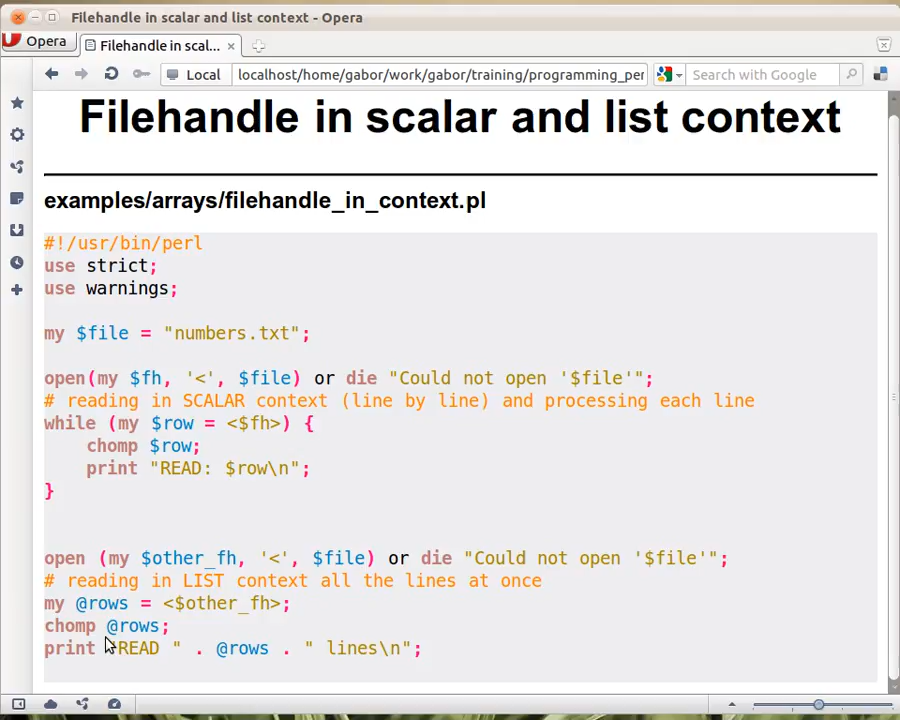 Filehandle in scalar and list context - Opera
Opera
Filehandle in scal...
Local
localhost/home/gabor/work/gabor/training/programming_per
Search with Google
Filehandle in scalar and list context
examples/arrays/filehandle_in_context.pl
#!/usr/bin/perl
use strict;
use warnings;
my $file = "numbers.txt";
open(my $fh, '<', $file) or die "Could not open '$file'";
# reading in SCALAR context (line by line) and processing each line
while (my $row = <$fh>) {
    chomp $row;
    print "READ: $row\n";
}
open (my $other_fh, '<', $file) or die "Could not open '$file'";
# reading in LIST context all the lines at once
my @rows = <$other_fh>;
chomp @rows;
print "READ " . @rows . " lines\n";